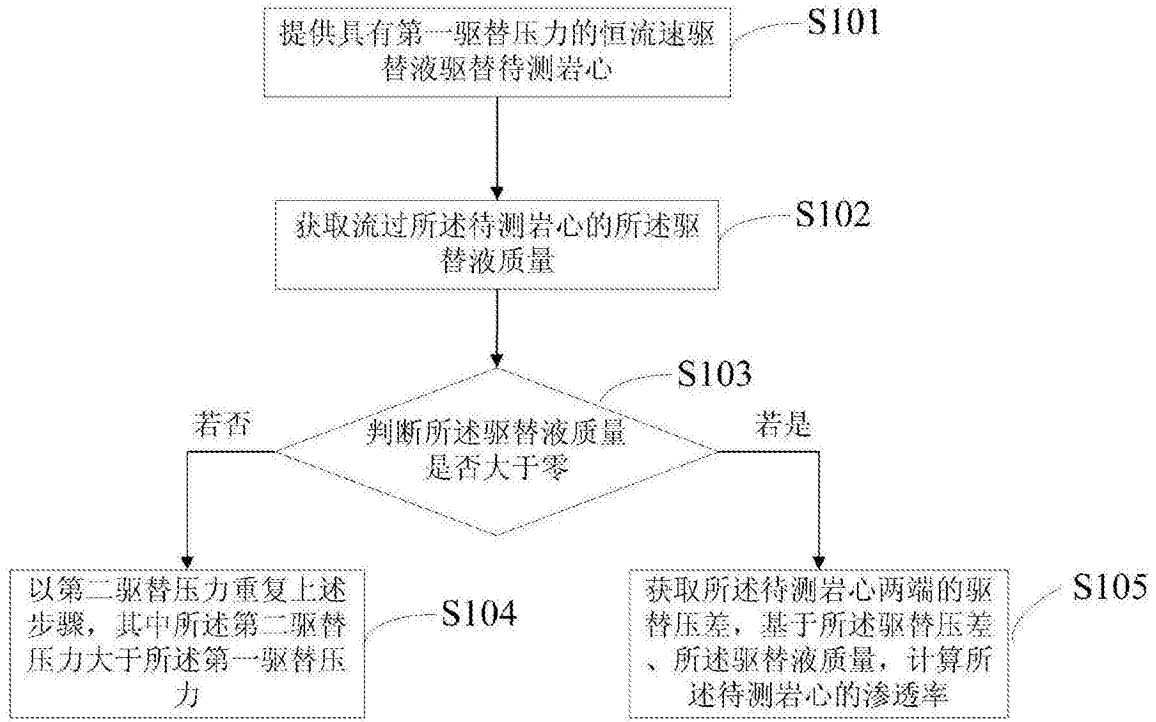 提供具有第一驱替压力的恒流速驱
替液驱替待测岩心
S101
获取流过所述待测岩心的所述驱
替液质量
S102
判断所述驱替液质量
是否大于零
S103
若否
若是
以第二驱替压力重复上述
步骤，其中所述第二驱替
压力大于所述第一驱替压
力
S104
获取所述待测岩心两端的驱
替压差，基于所述驱替压差
、所述驱替液质量，计算所
述待测岩心的渗透率
S105